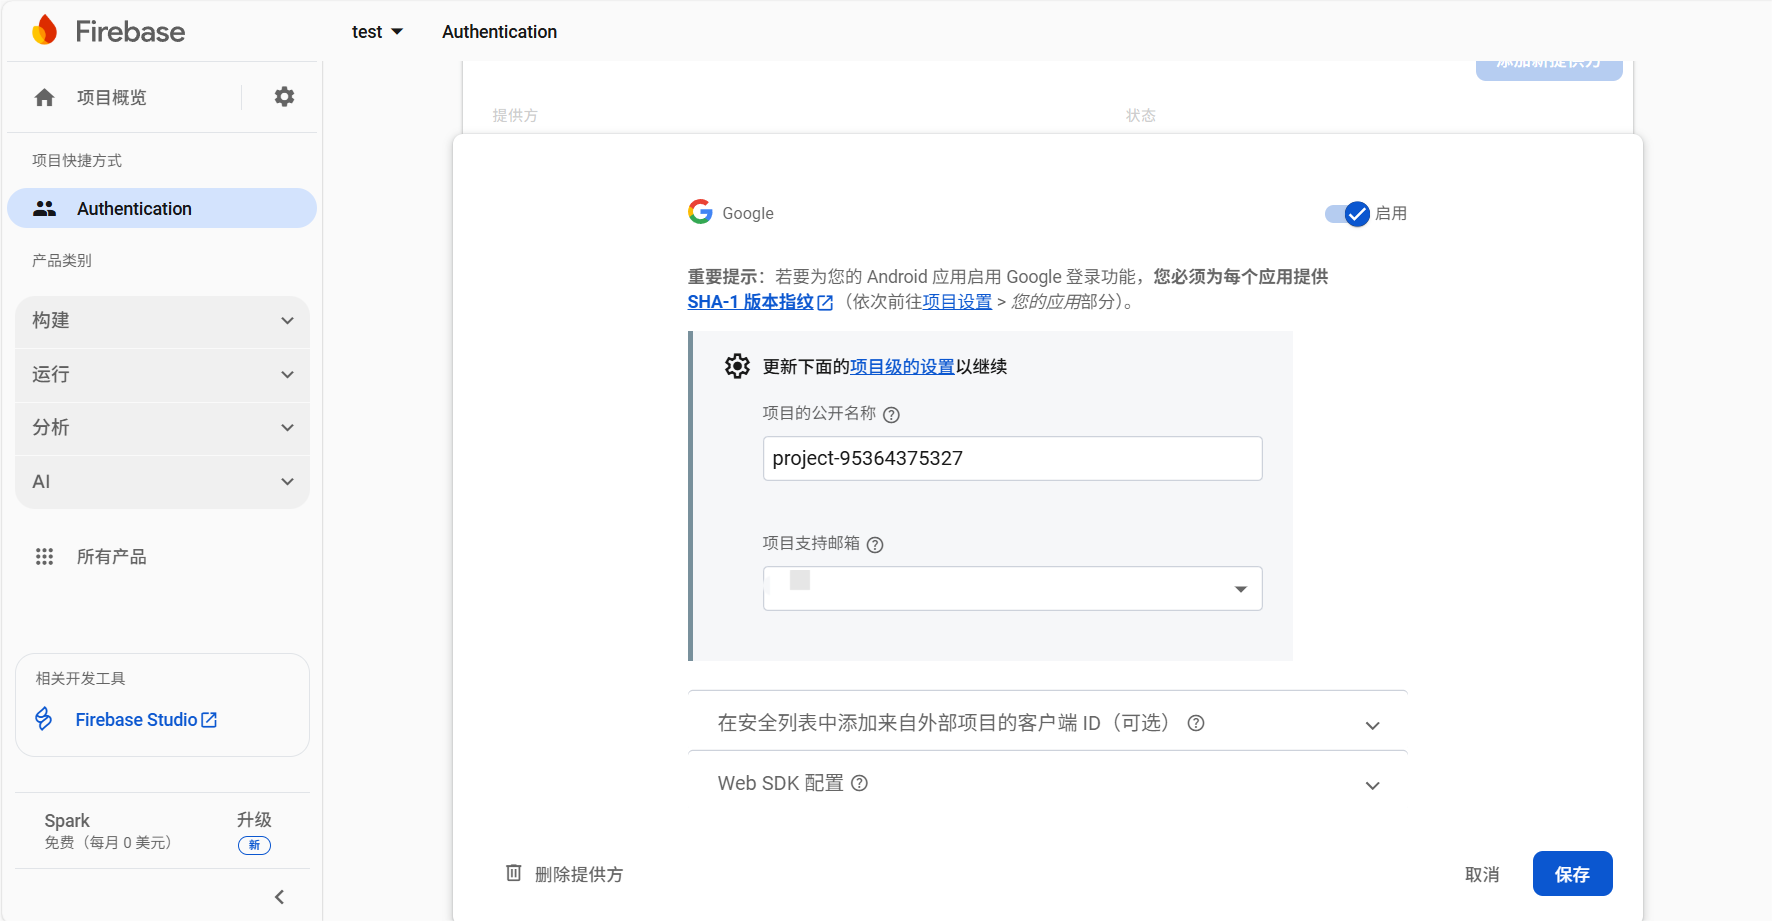 Firebase
test
Authentication
项目概览
项目快捷方式
Authentication
产品类别
构建
运行
分析
AI
所有产品
相关开发工具
Firebase Studio
Spark
免费（每月 0 美元）
升级
新
添加新提供方
提供方
状态
Google
启用
重要提示：若要为您的 Android 应用启用 Google 登录功能，您必须为每个应用提供
SHA-1 版本指纹（依次前往项目设置 > 您的应用部分）。
更新下面的项目级的设置以继续
项目的公开名称
project-95364375327
项目支持邮箱
在安全列表中添加来自外部项目的客户端 ID（可选）
Web SDK 配置
删除提供方
取消
保存